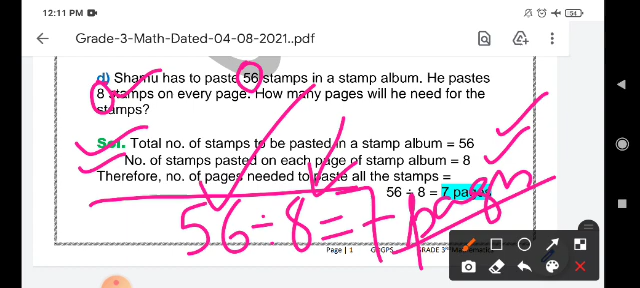 12:11 PM
54
Grade-3-Math-Dated-04-08-2021..pdf
d) Shamu has to paste 56 stamps in a stamp album. He pastes
8 stamps on every page. How many pages will he need for the
stamps?
Sol. Total no. of stamps to be pasted in a stamp album = 56
No. of stamps pasted on each page of stamp album = 8
Therefore, no. of pages needed to paste all the stamps =
56 ÷ 8 = 7 pages
56 ÷ 8 = 7 pages
Page | 1
GRADE 3